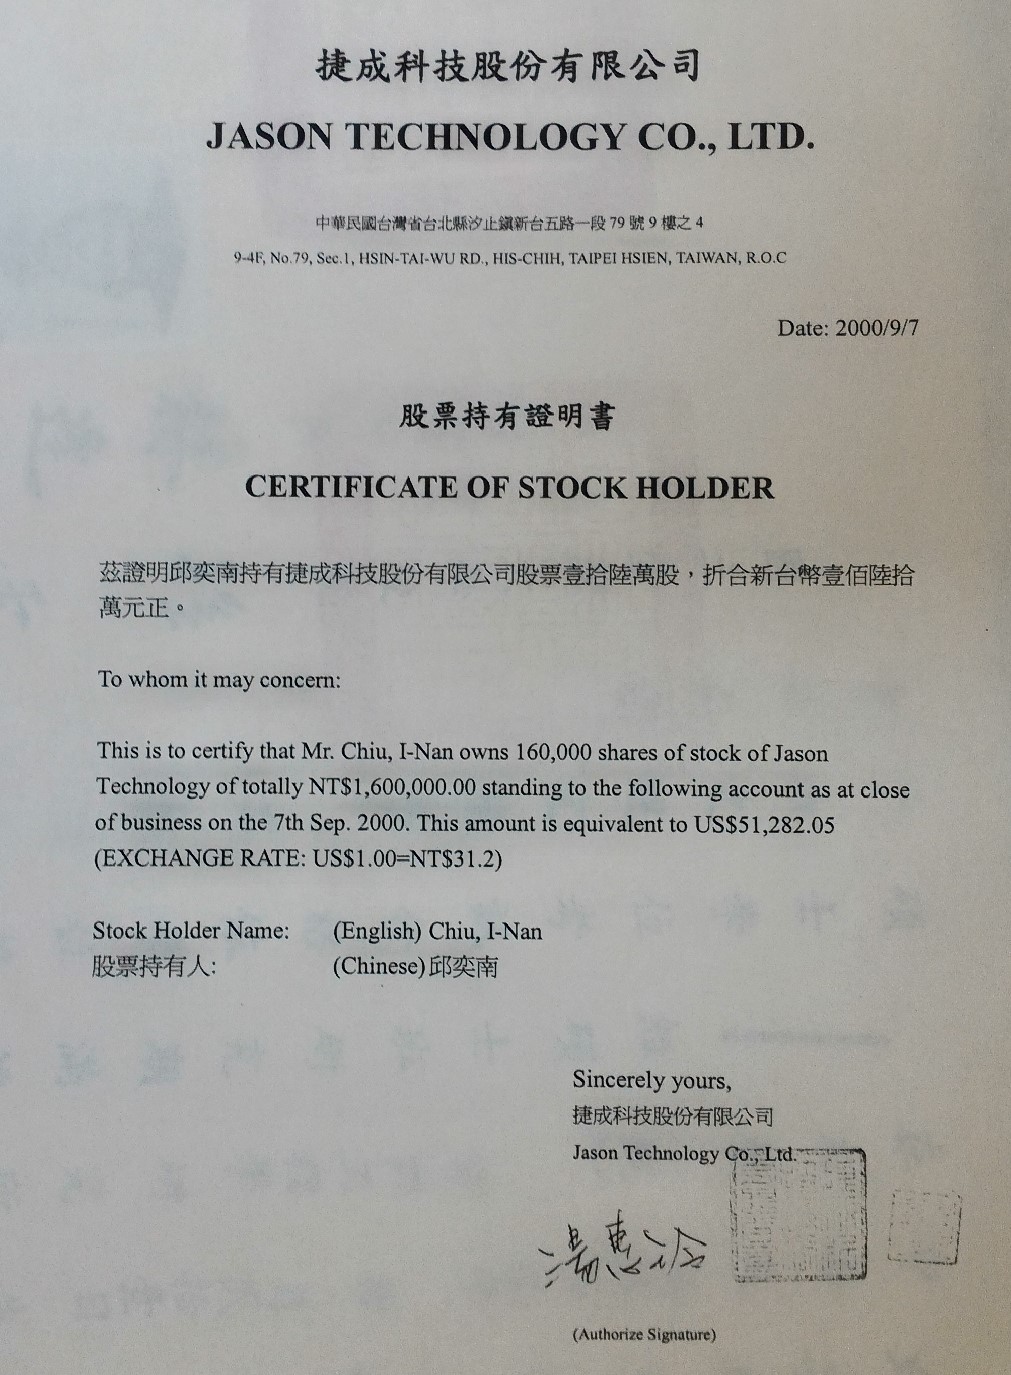 捷成科技股份有限公司
JASON TECHNOLOGY CO., LTD.
中華民國台灣省台北縣汐止鎮新台五路一段 79 號 9 樓之 4
9-4F, No.79, Sec.1, HSIN-TAI-WU RD., HIS-CHIH, TAIPEI HSIEN, TAIWAN, R.O.C
Date: 2000/9/7
股票持有證明書
CERTIFICATE OF STOCK HOLDER
茲證明邱奕南持有捷成科技股份有限公司股票壹拾陸萬股，折合新台幣壹佰陸拾
萬元正。
To whom it may concern:
This is to certify that Mr. Chiu, I-Nan owns 160,000 shares of stock of Jason
Technology of totally NT$1,600,000.00 standing to the following account as at close
of business on the 7th Sep. 2000. This amount is equivalent to US$51,282.05
(EXCHANGE RATE: US$1.00=NT$31.2)
Stock Holder Name: (English) Chiu, I-Nan
股票持有人: (Chinese) 邱奕南
Sincerely yours,
捷成科技股份有限公司
Jason Technology Co., Ltd.
湯惠
(Authorize Signature)